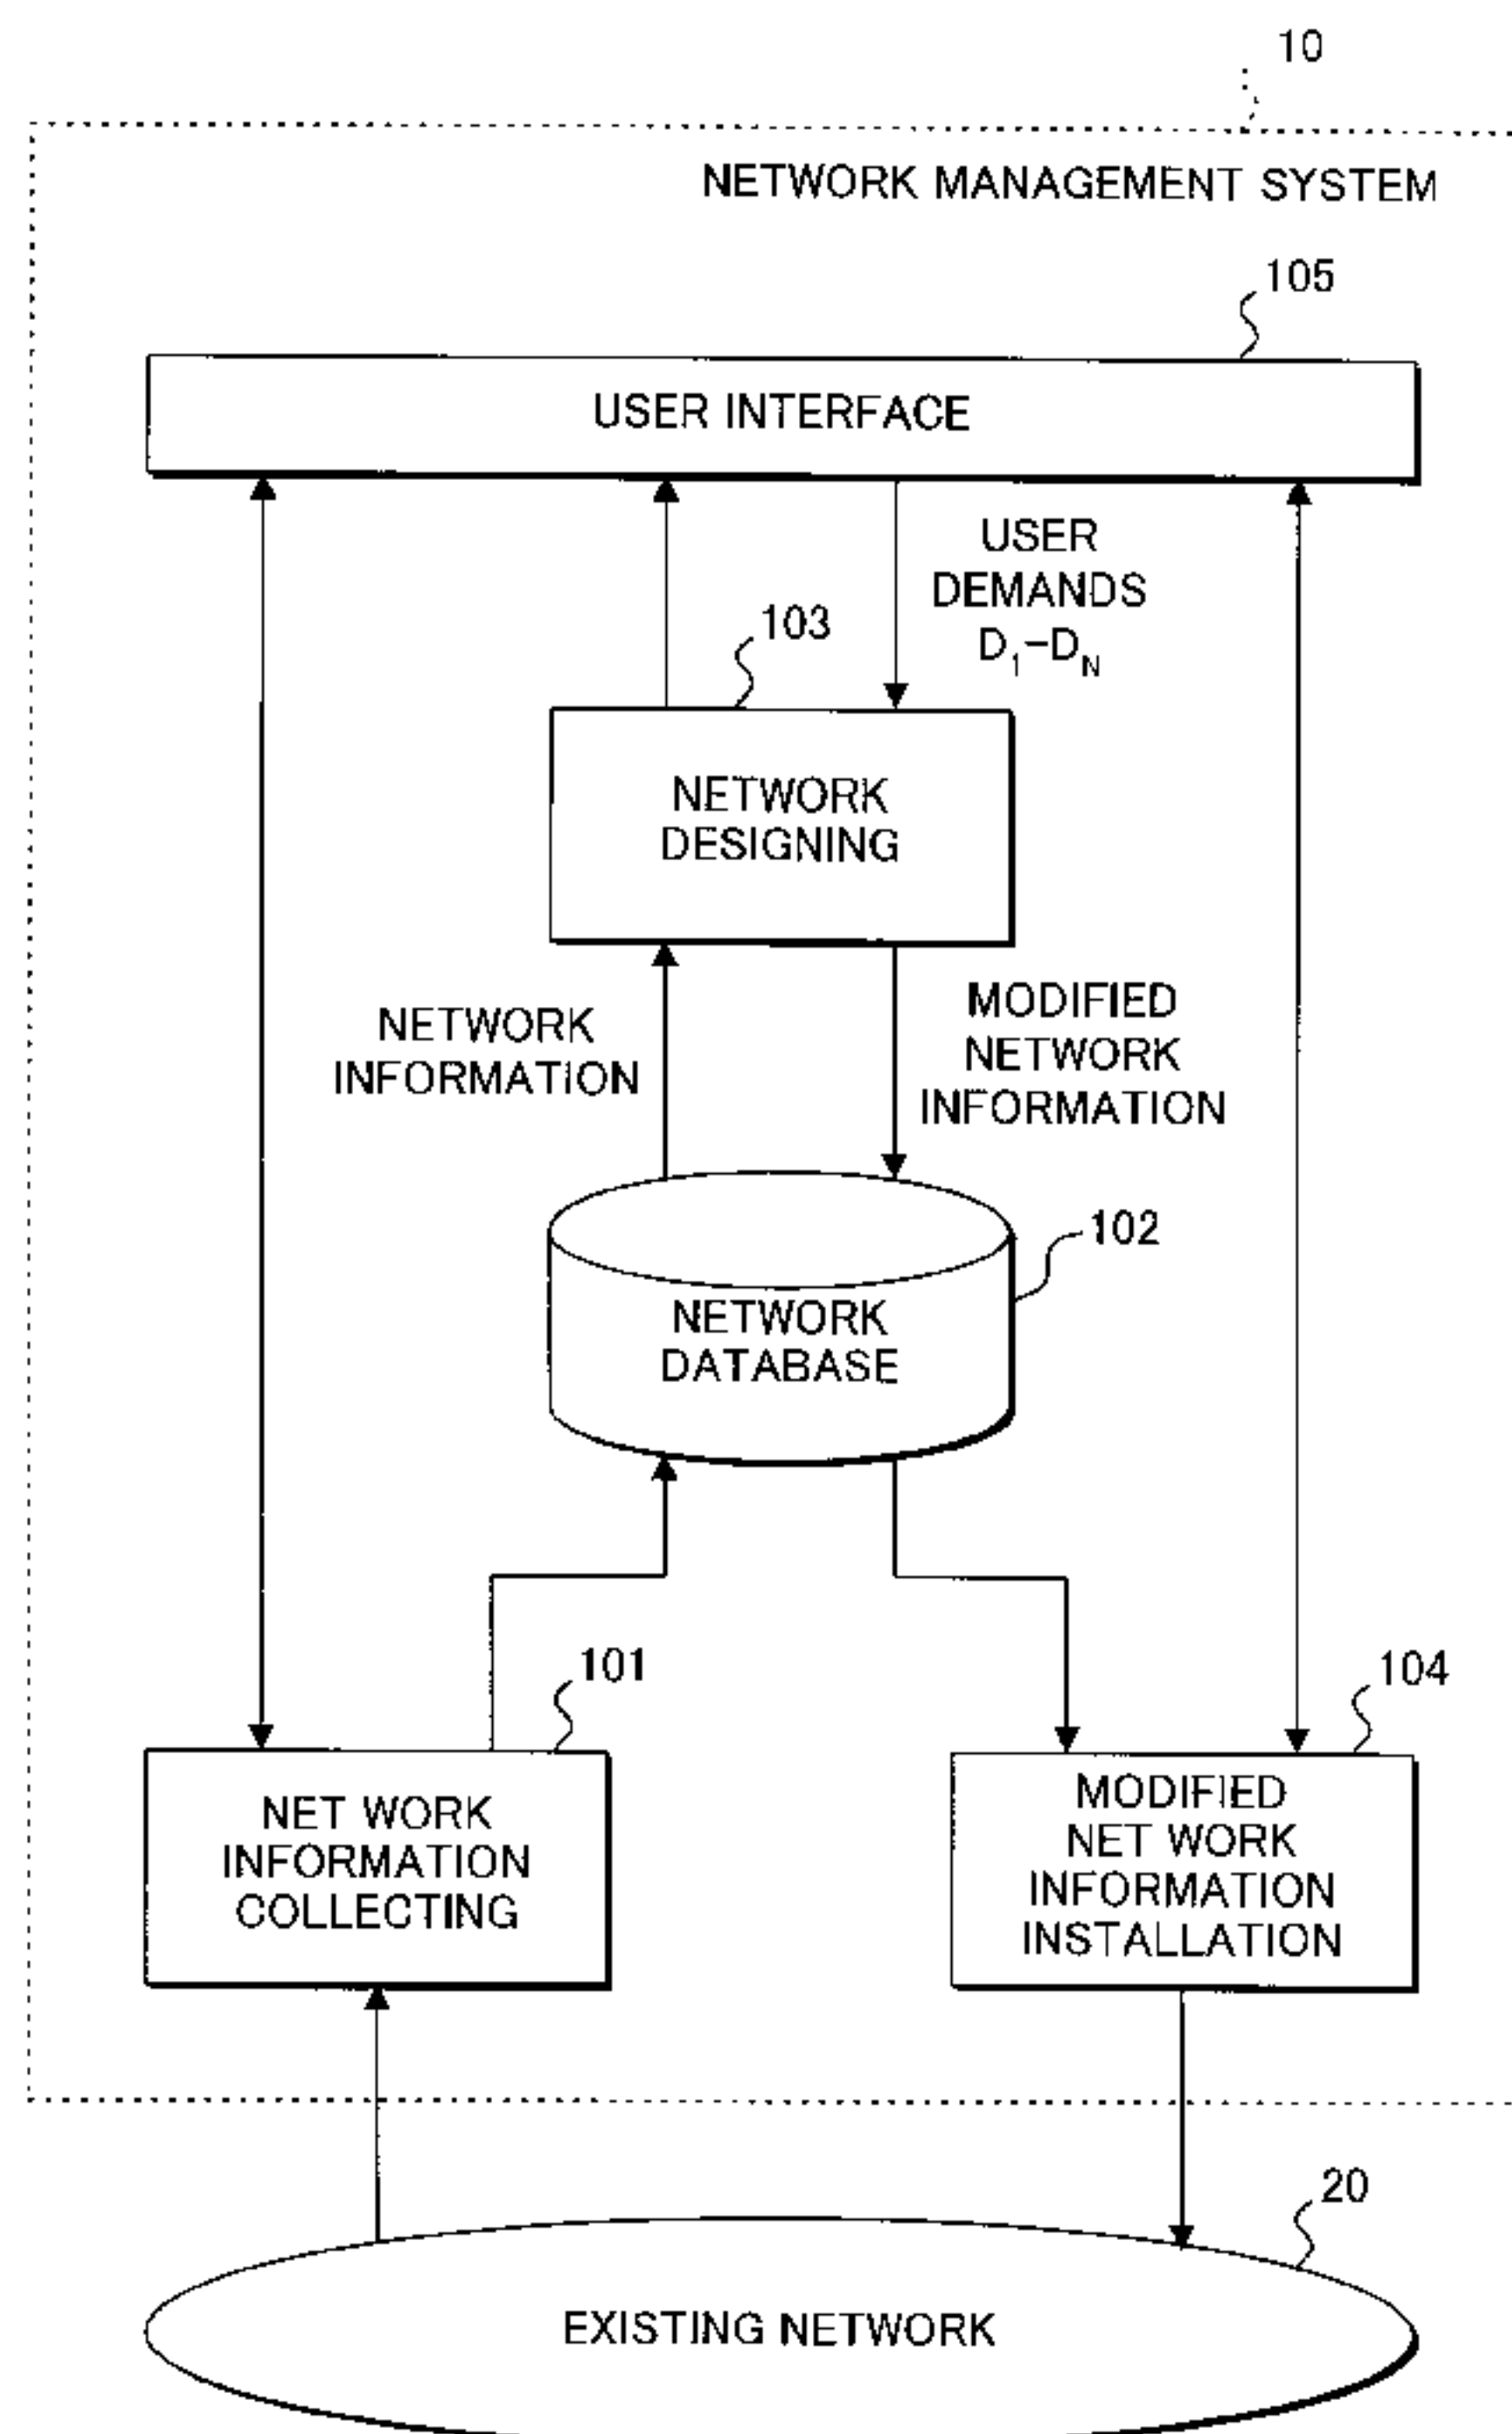 10
NETWORK MANAGEMENT SYSTEM
105
USER INTERFACE
USER
DEMANDS
D1-DN
103
NETWORK
DESIGNING
NETWORK
INFORMATION
MODIFIED
NETWORK
INFORMATION
102
NETWORK
DATABASE
101
104
NET WORK
INFORMATION
COLLECTING
MODIFIED
NET WORK
INFORMATION
INSTALLATION
20
EXISTING NETWORK